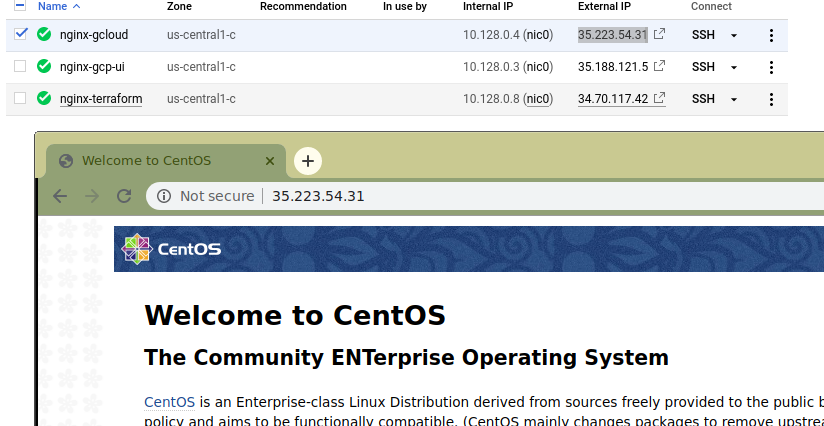 Name Zone Recommendation In use by Internal IP External IP Connect
nginx-gcloud us-central1-c 10.128.0.4 (nic0) 35.223.54.31 SSH
nginx-gcp-ui us-central1-c 10.128.0.3 (nic0) 35.188.121.5 SSH
nginx-terraform us-central1-c 10.128.0.8 (nic0) 34.70.117.42 SSH
Welcome to CentOS
Not secure 35.223.54.31
CentOS
Welcome to CentOS
The Community ENTerprise Operating System
CentOS is an Enterprise-class Linux Distribution derived from sources freely provided to the public
policy and aims to be functionally compatible. (CentOS mainly changes packages to remove